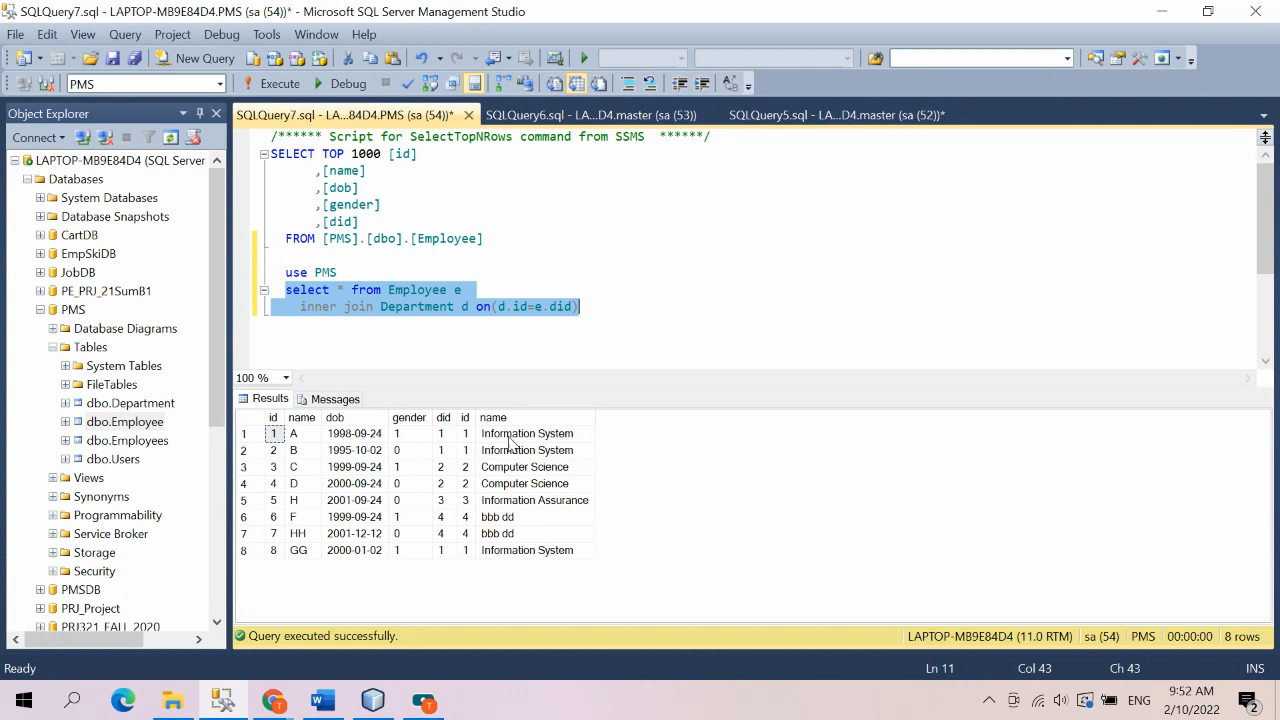 SQLQuery7.sql - LAPTOP-MB9E84D4.PMS (sa (54))* - Microsoft SQL Server Management Studio
File Edit View Query Project Debug Tools Window Help
New Query
PMS Execute Debug
Object Explorer
SQLQuery7.sql - LA...84D4.PMS (sa (54))* SQLQuery6.sql - LA...D4.master (sa (53)) SQLQuery5.sql - LA...D4.master (sa (52))*
Connect
LAPTOP-MB9E84D4 (SQL Server
Databases
System Databases
Database Snapshots
CartDB
EmpSkiDB
JobDB
PE_PRJ_21SumB1
PMS
Database Diagrams
Tables
System Tables
FileTables
dbo.Department
dbo.Employee
dbo.Employees
dbo.Users
Views
Synonyms
Programmability
Service Broker
Storage
Security
PMSDB
PRJ_Project
PRJ321_FALL_2020
/****** Script for SelectTopNRows command from SSMS ******/
SELECT TOP 1000 [id]
,[name]
,[dob]
,[gender]
,[did]
FROM [PMS].[dbo].[Employee]
use PMS
select * from Employee e
inner join Department d on(d.id=e.did)
100 %
Results Messages
id name dob gender did id name
1 1 A 1998-09-24 1 1 1 Information System
2 2 B 1995-10-02 0 1 1 Information System
3 3 C 1999-09-24 1 2 2 Computer Science
4 4 D 2000-09-24 0 2 2 Computer Science
5 5 H 2001-09-24 0 3 3 Information Assurance
6 6 F 1999-09-24 1 4 4 bbb dd
7 7 HH 2001-12-12 0 4 4 bbb dd
8 8 GG 2000-01-02 1 1 1 Information System
Query executed successfully. LAPTOP-MB9E84D4 (11.0 RTM) sa (54) PMS 00:00:00 8 rows
Ready Ln 11 Col 43 Ch 43 INS
ENG 9:52 AM
2/10/2022
2